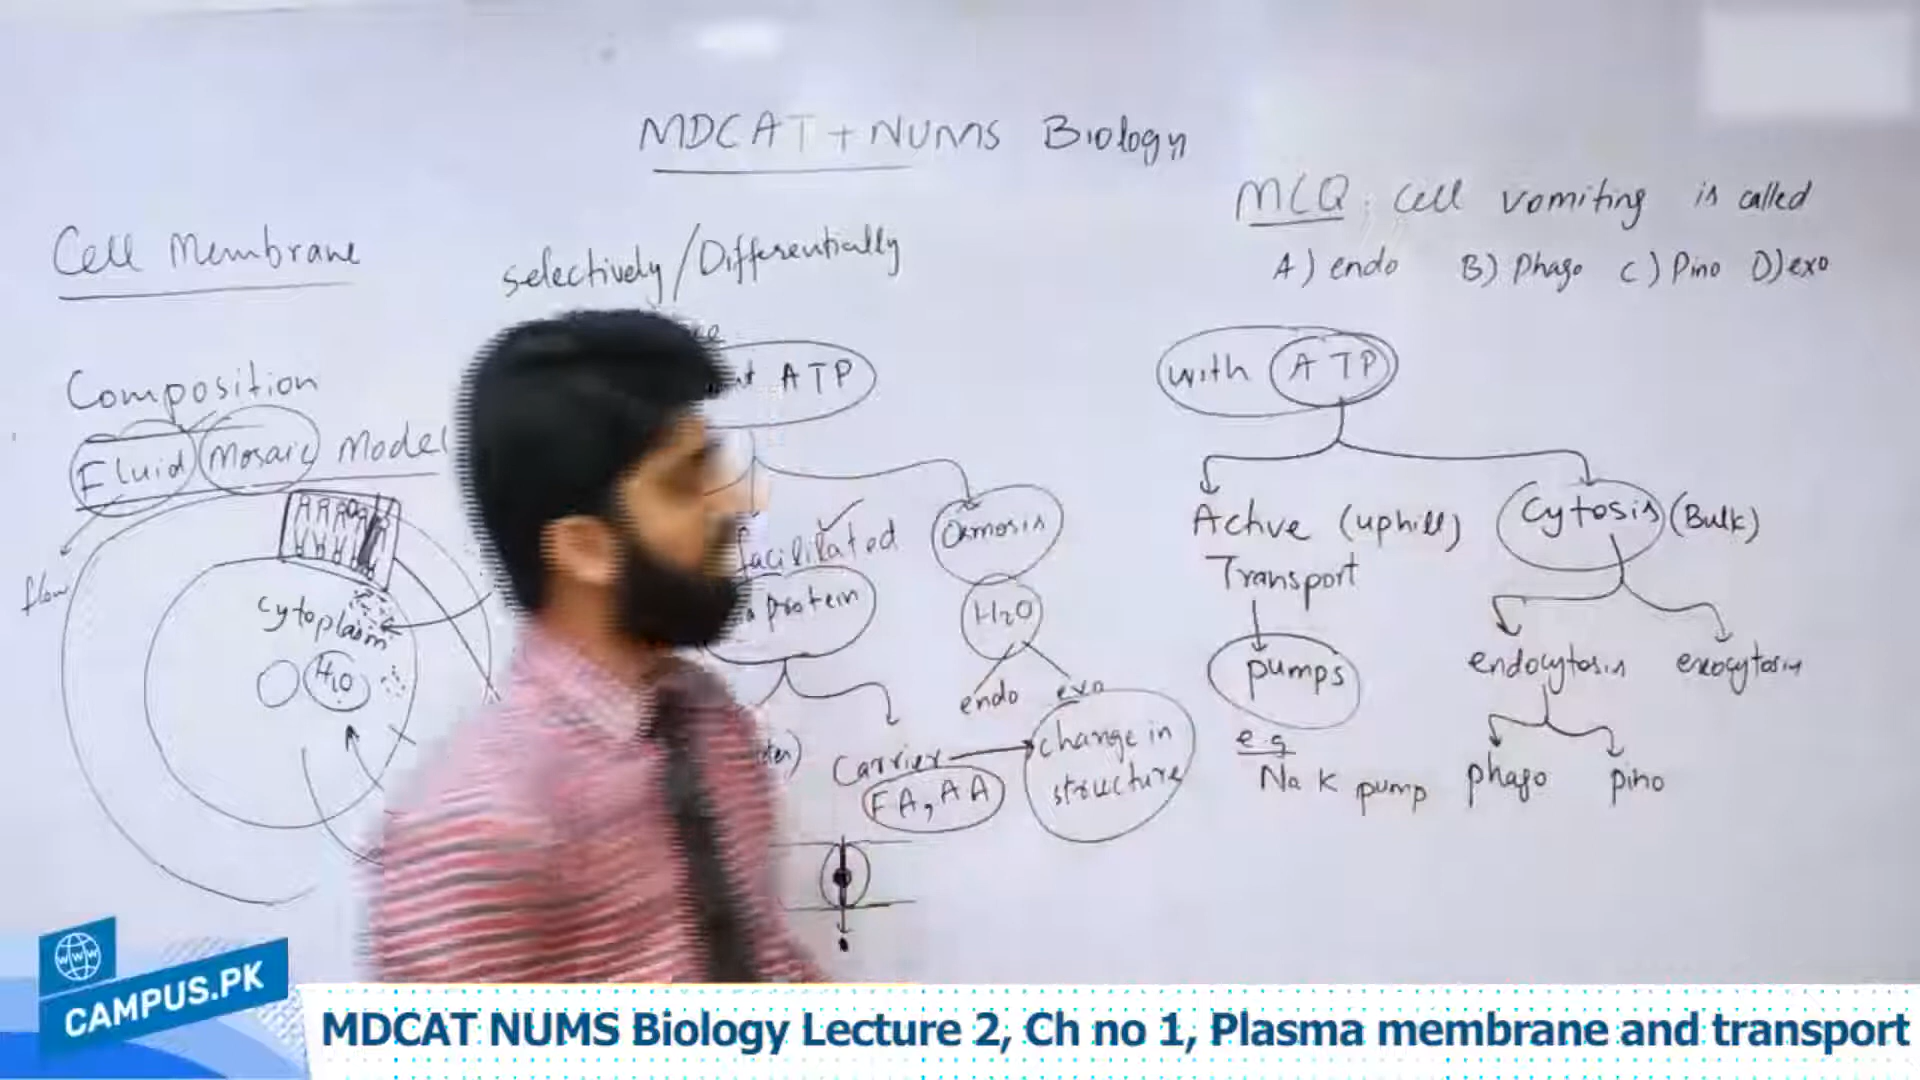 MDCAT + NUMS Biology
MCQ: Cell vomiting is called
A) endo B) Phago C) Pino D) exo
Cell Membrane
selectively/Differentially
Composition
Fluid Mosaic Model
flow
cytoplasm
H2O
ATP
facilitated
Protein
Osmosis
H2O
endo exo
Carrier
FA, AA
change in
structure
with ATP
Active (uphill)
Transport
pumps
e.g
Na K pump
Cytosis (Bulk)
endocytosis exocytosis
phago pino
www
CAMPUS.PK
MDCAT NUMS Biology Lecture 2, Ch no 1, Plasma membrane and transport